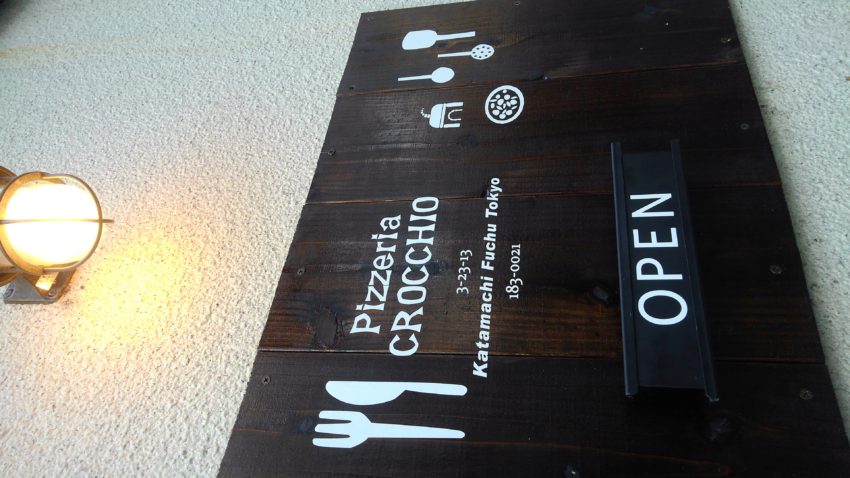 Pizzeria
CROCCHIO
3-23-13
Katamachi Fuchu Tokyo
183-0021
OPEN